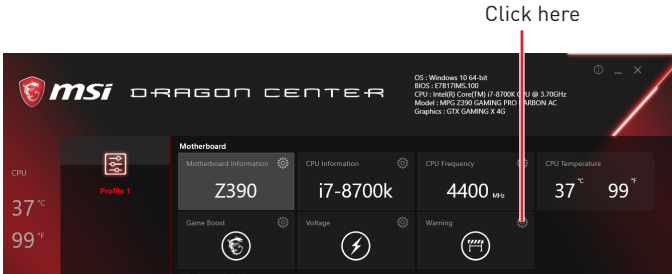 Click here
msi DRAGON CENTER
OS : Windows 10 64-bit
BIOS : E7B17IMS.100
CPU : Intel(R) Core(TM) i7-8700K CPU @ 3.70GHz
Model : MPG Z390 GAMING PRO CARBON AC
Graphics : GTX GAMING X 4G
Motherboard
Motherboard Information CPU Information CPU Frequency CPU Temperature
Z390 i7-8700k 4400 MHz 37 °C 99 °F
Profile 1
CPU
37 °C
99 °F
Game Boost Voltage Warning